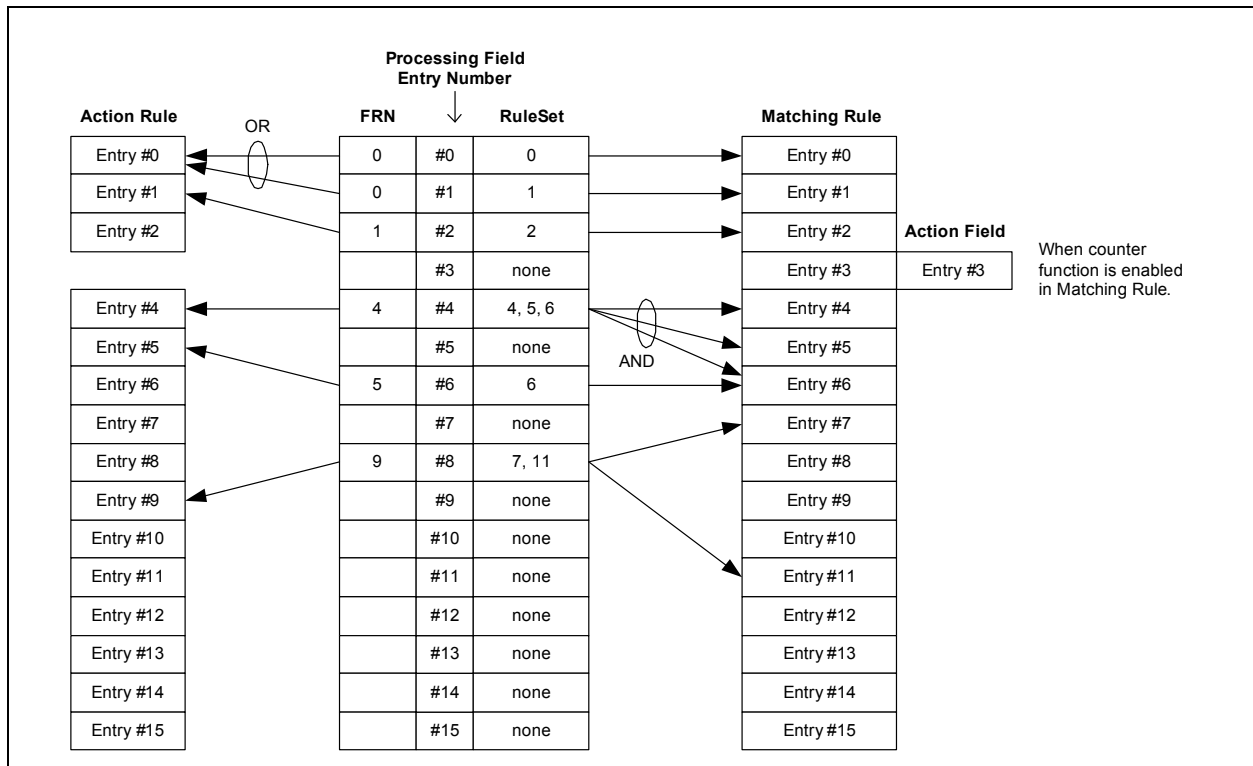 Processing Field
Entry Number
Action Rule
FRN
RuleSet
Matching Rule
OR
Entry #0
0
#0
0
Entry #0
Entry #1
0
#1
1
Entry #1
Entry #2
1
#2
2
Entry #2
Action Field
#3
none
Entry #3
Entry #3
When counter
function is enabled
in Matching Rule.
Entry #4
4
#4
4, 5, 6
Entry #4
Entry #5
#5
none
AND
Entry #5
Entry #6
5
#6
6
Entry #6
Entry #7
#7
none
Entry #7
Entry #8
9
#8
7, 11
Entry #8
Entry #9
#9
none
Entry #9
Entry #10
#10
none
Entry #10
Entry #11
#11
none
Entry #11
Entry #12
#12
none
Entry #12
Entry #13
#13
none
Entry #13
Entry #14
#14
none
Entry #14
Entry #15
#15
none
Entry #15